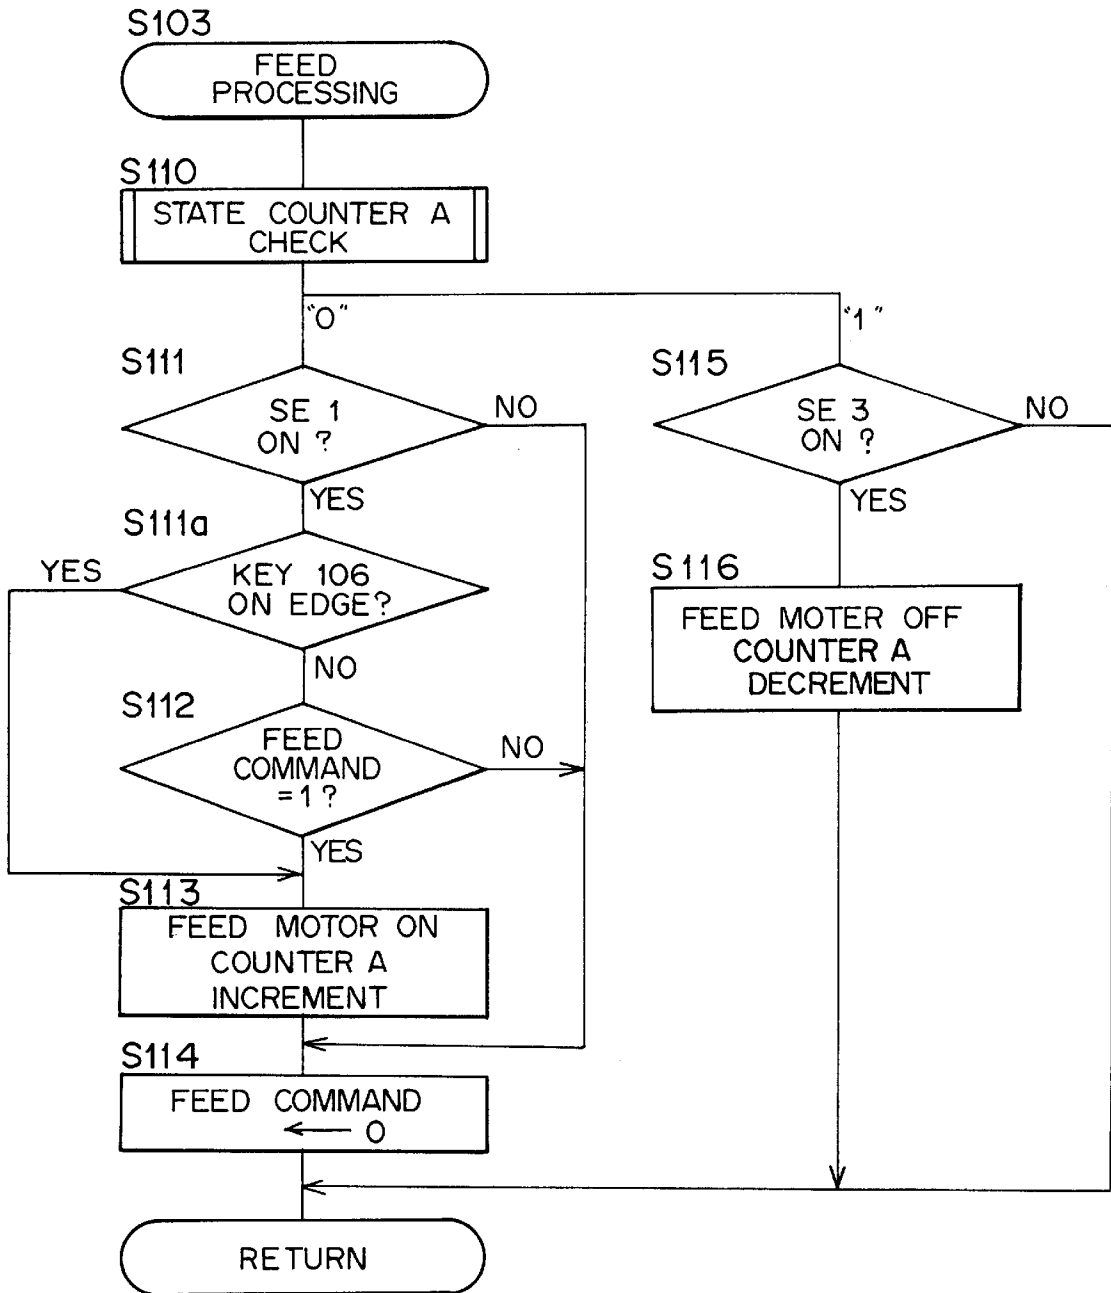 S103
FEED
PROCESSING
S110
STATE COUNTER A
CHECK
"0"
"1"
S111
SE 1
ON ?
NO
YES
S115
SE 3
ON ?
NO
YES
S111a
KEY 106
ON EDGE?
YES
NO
S116
FEED MOTER OFF
COUNTER A
DECREMENT
S112
FEED
COMMAND
=1?
NO
YES
S113
FEED MOTOR ON
COUNTER A
INCREMENT
S114
FEED COMMAND
← 0
RETURN